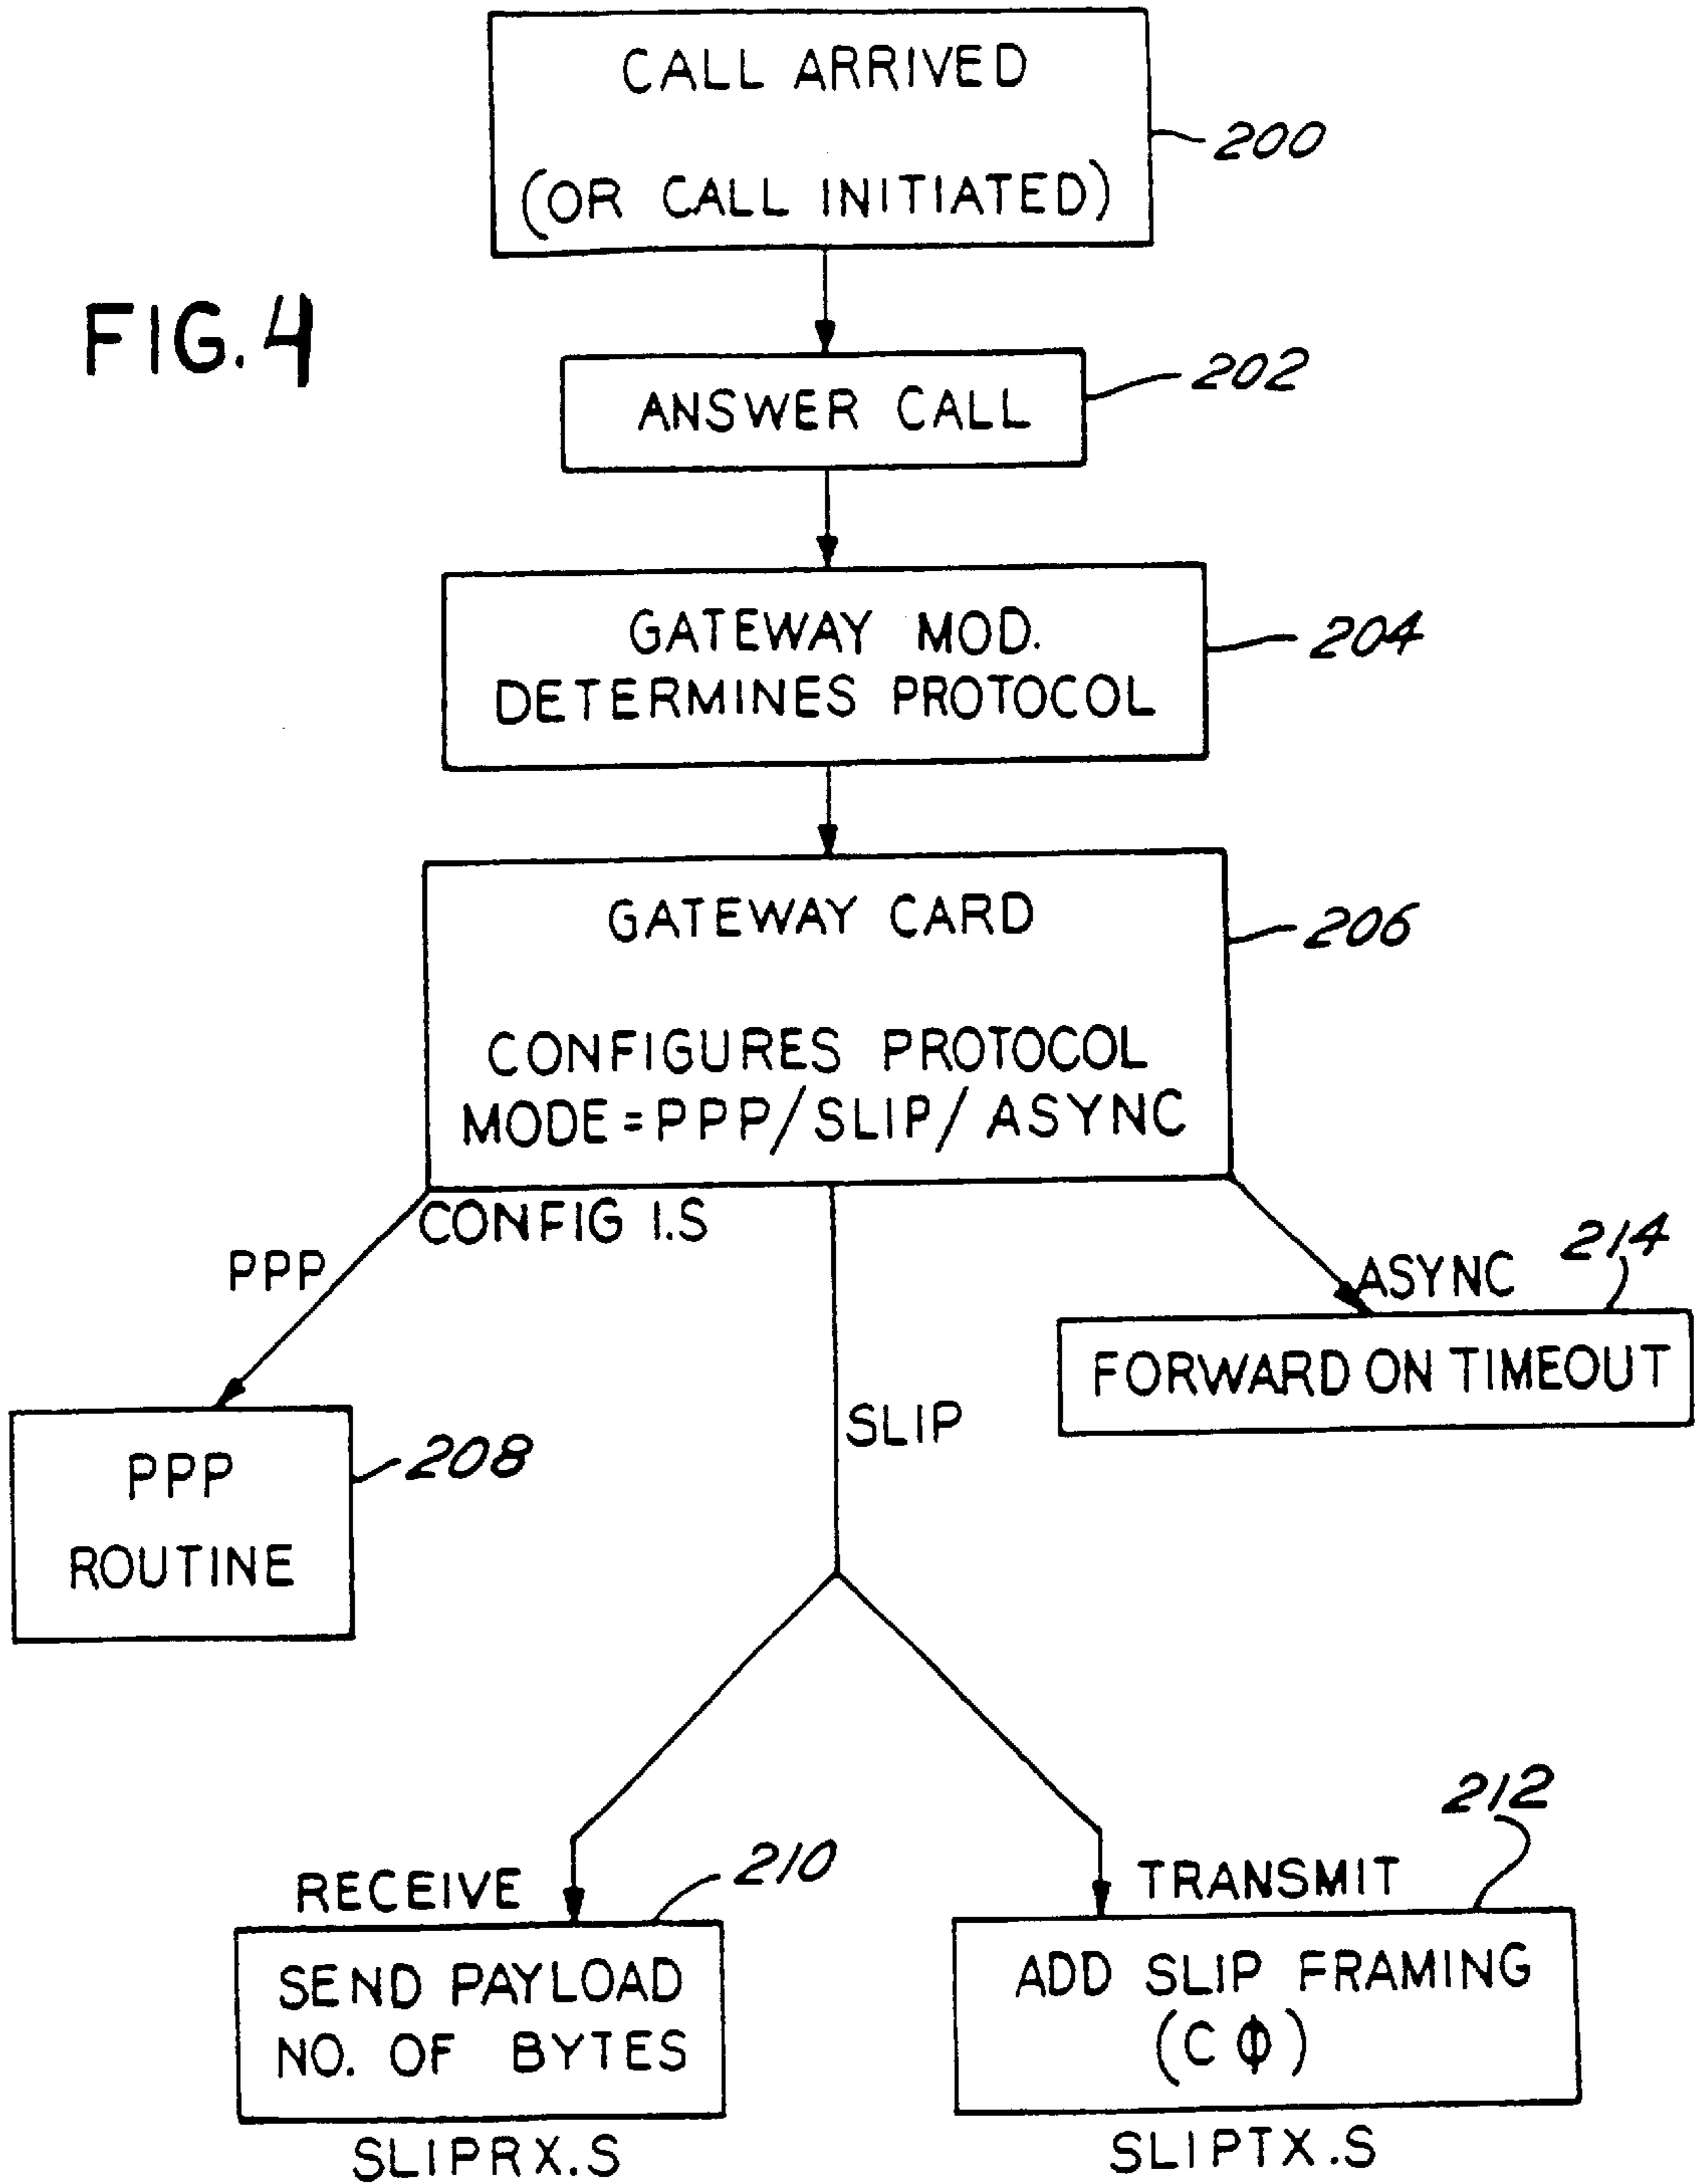 CALL ARRIVED
(OR CALL INITIATED)
200
FIG. 4
ANSWER CALL
202
GATEWAY MOD.
DETERMINES PROTOCOL
204
GATEWAY CARD
CONFIGURES PROTOCOL
MODE=PPP/SLIP/ASYNC
206
CONFIG I.S
PPP
ASYNC
214
FORWARD ON TIMEOUT
SLIP
PPP
ROUTINE
208
RECEIVE
210
SEND PAYLOAD
NO. OF BYTES
SLIPRX.S
TRANSMIT
212
ADD SLIP FRAMING
(CΦ)
SLIPTX.S